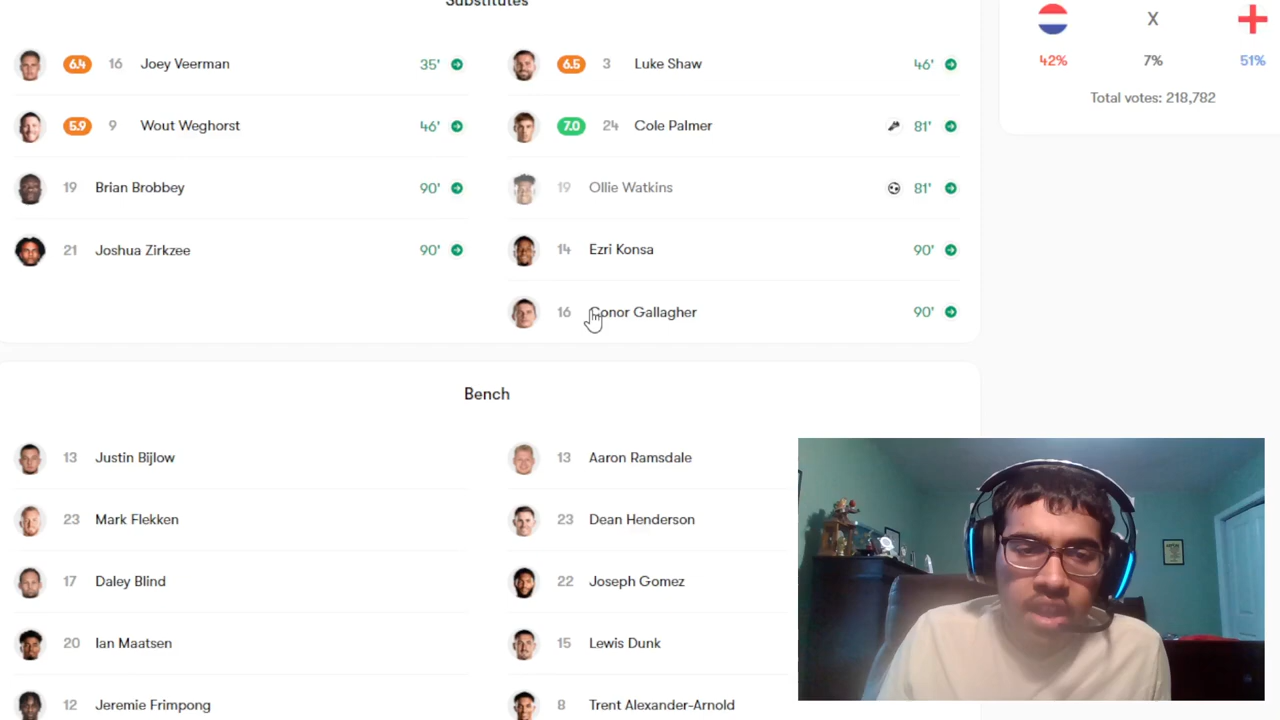 Substitutes
6.4 16 Joey Veerman 35'
5.9 9 Wout Weghorst 46'
19 Brian Brobbey 90'
21 Joshua Zirkzee 90'
6.5 3 Luke Shaw 46'
7.0 24 Cole Palmer 81'
19 Ollie Watkins 81'
14 Ezri Konsa 90'
16 Conor Gallagher 90'
X
42% 7% 51%
Total votes: 218,782
Bench
13 Justin Bijlow
23 Mark Flekken
17 Daley Blind
20 Ian Maatsen
12 Jeremie Frimpong
13 Aaron Ramsdale
23 Dean Henderson
22 Joseph Gomez
15 Lewis Dunk
8 Trent Alexander-Arnold